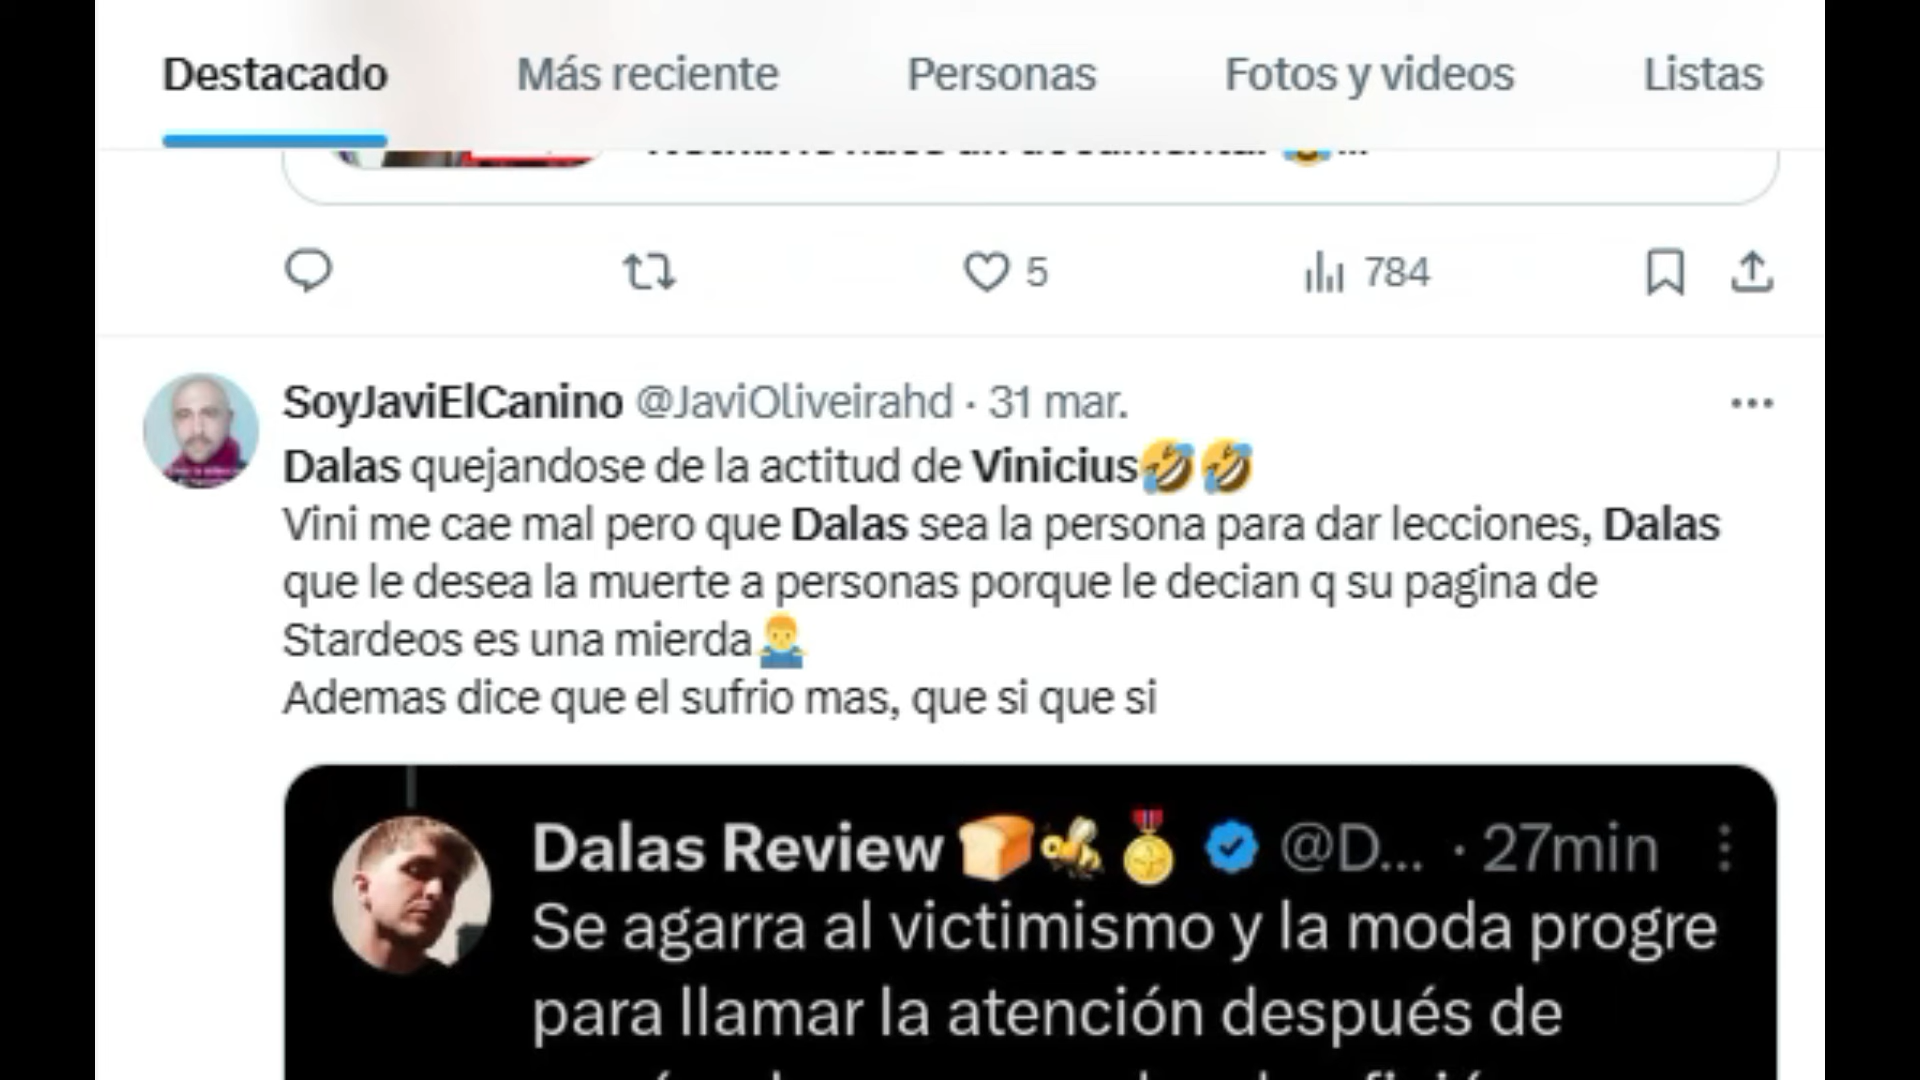 Destacado Más reciente Personas Fotos y videos Listas
5 784
SoyJaviElCanino @JaviOliveirahd · 31 mar.
Dalas quejandose de la actitud de Vinicius🤣🤣
Vini me cae mal pero que Dalas sea la persona para dar lecciones, Dalas
que le desea la muerte a personas porque le decian q su pagina de
Stardeos es una mierda🤷‍♂️
Ademas dice que el sufrio mas, que si que si
Dalas Review 🍞🐝🏅 @D... · 27min
Se agarra al victimismo y la moda progre
para llamar la atención después de